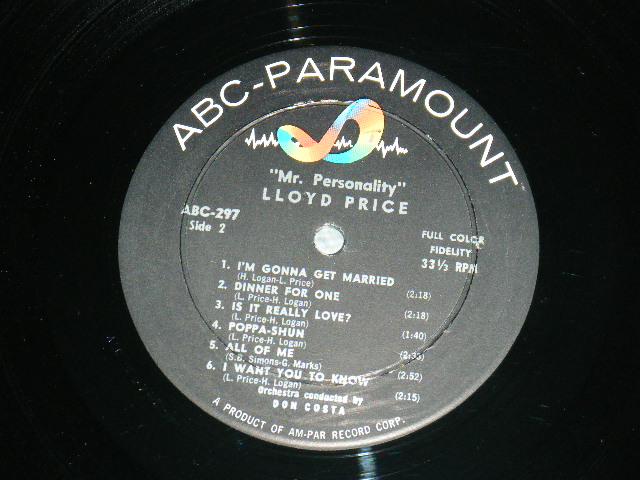 ABC-PARAMOUNT
"Mr. Personality"
LLOYD PRICE
ABC-297
Side 2
FULL COLOR
FIDELITY
33⅓ RPM
1. I'M GONNA GET MARRIED
(H. Logan-L. Price) (2:18)
2. DINNER FOR ONE
(L. Price-H. Logan) (2:18)
3. IS IT REALLY LOVE?
(L. Price-H. Logan) (1:40)
4. POPPA-SHUN
(L. Price-H. Logan) (2:33)
5. ALL OF ME
(S.B. Simons-G. Marks) (2:52)
6. I WANT YOU TO KNOW
(L. Price-H. Logan) (2:15)
Orchestra conducted by
DON COSTA
A PRODUCT OF AM-PAR RECORD CORP.